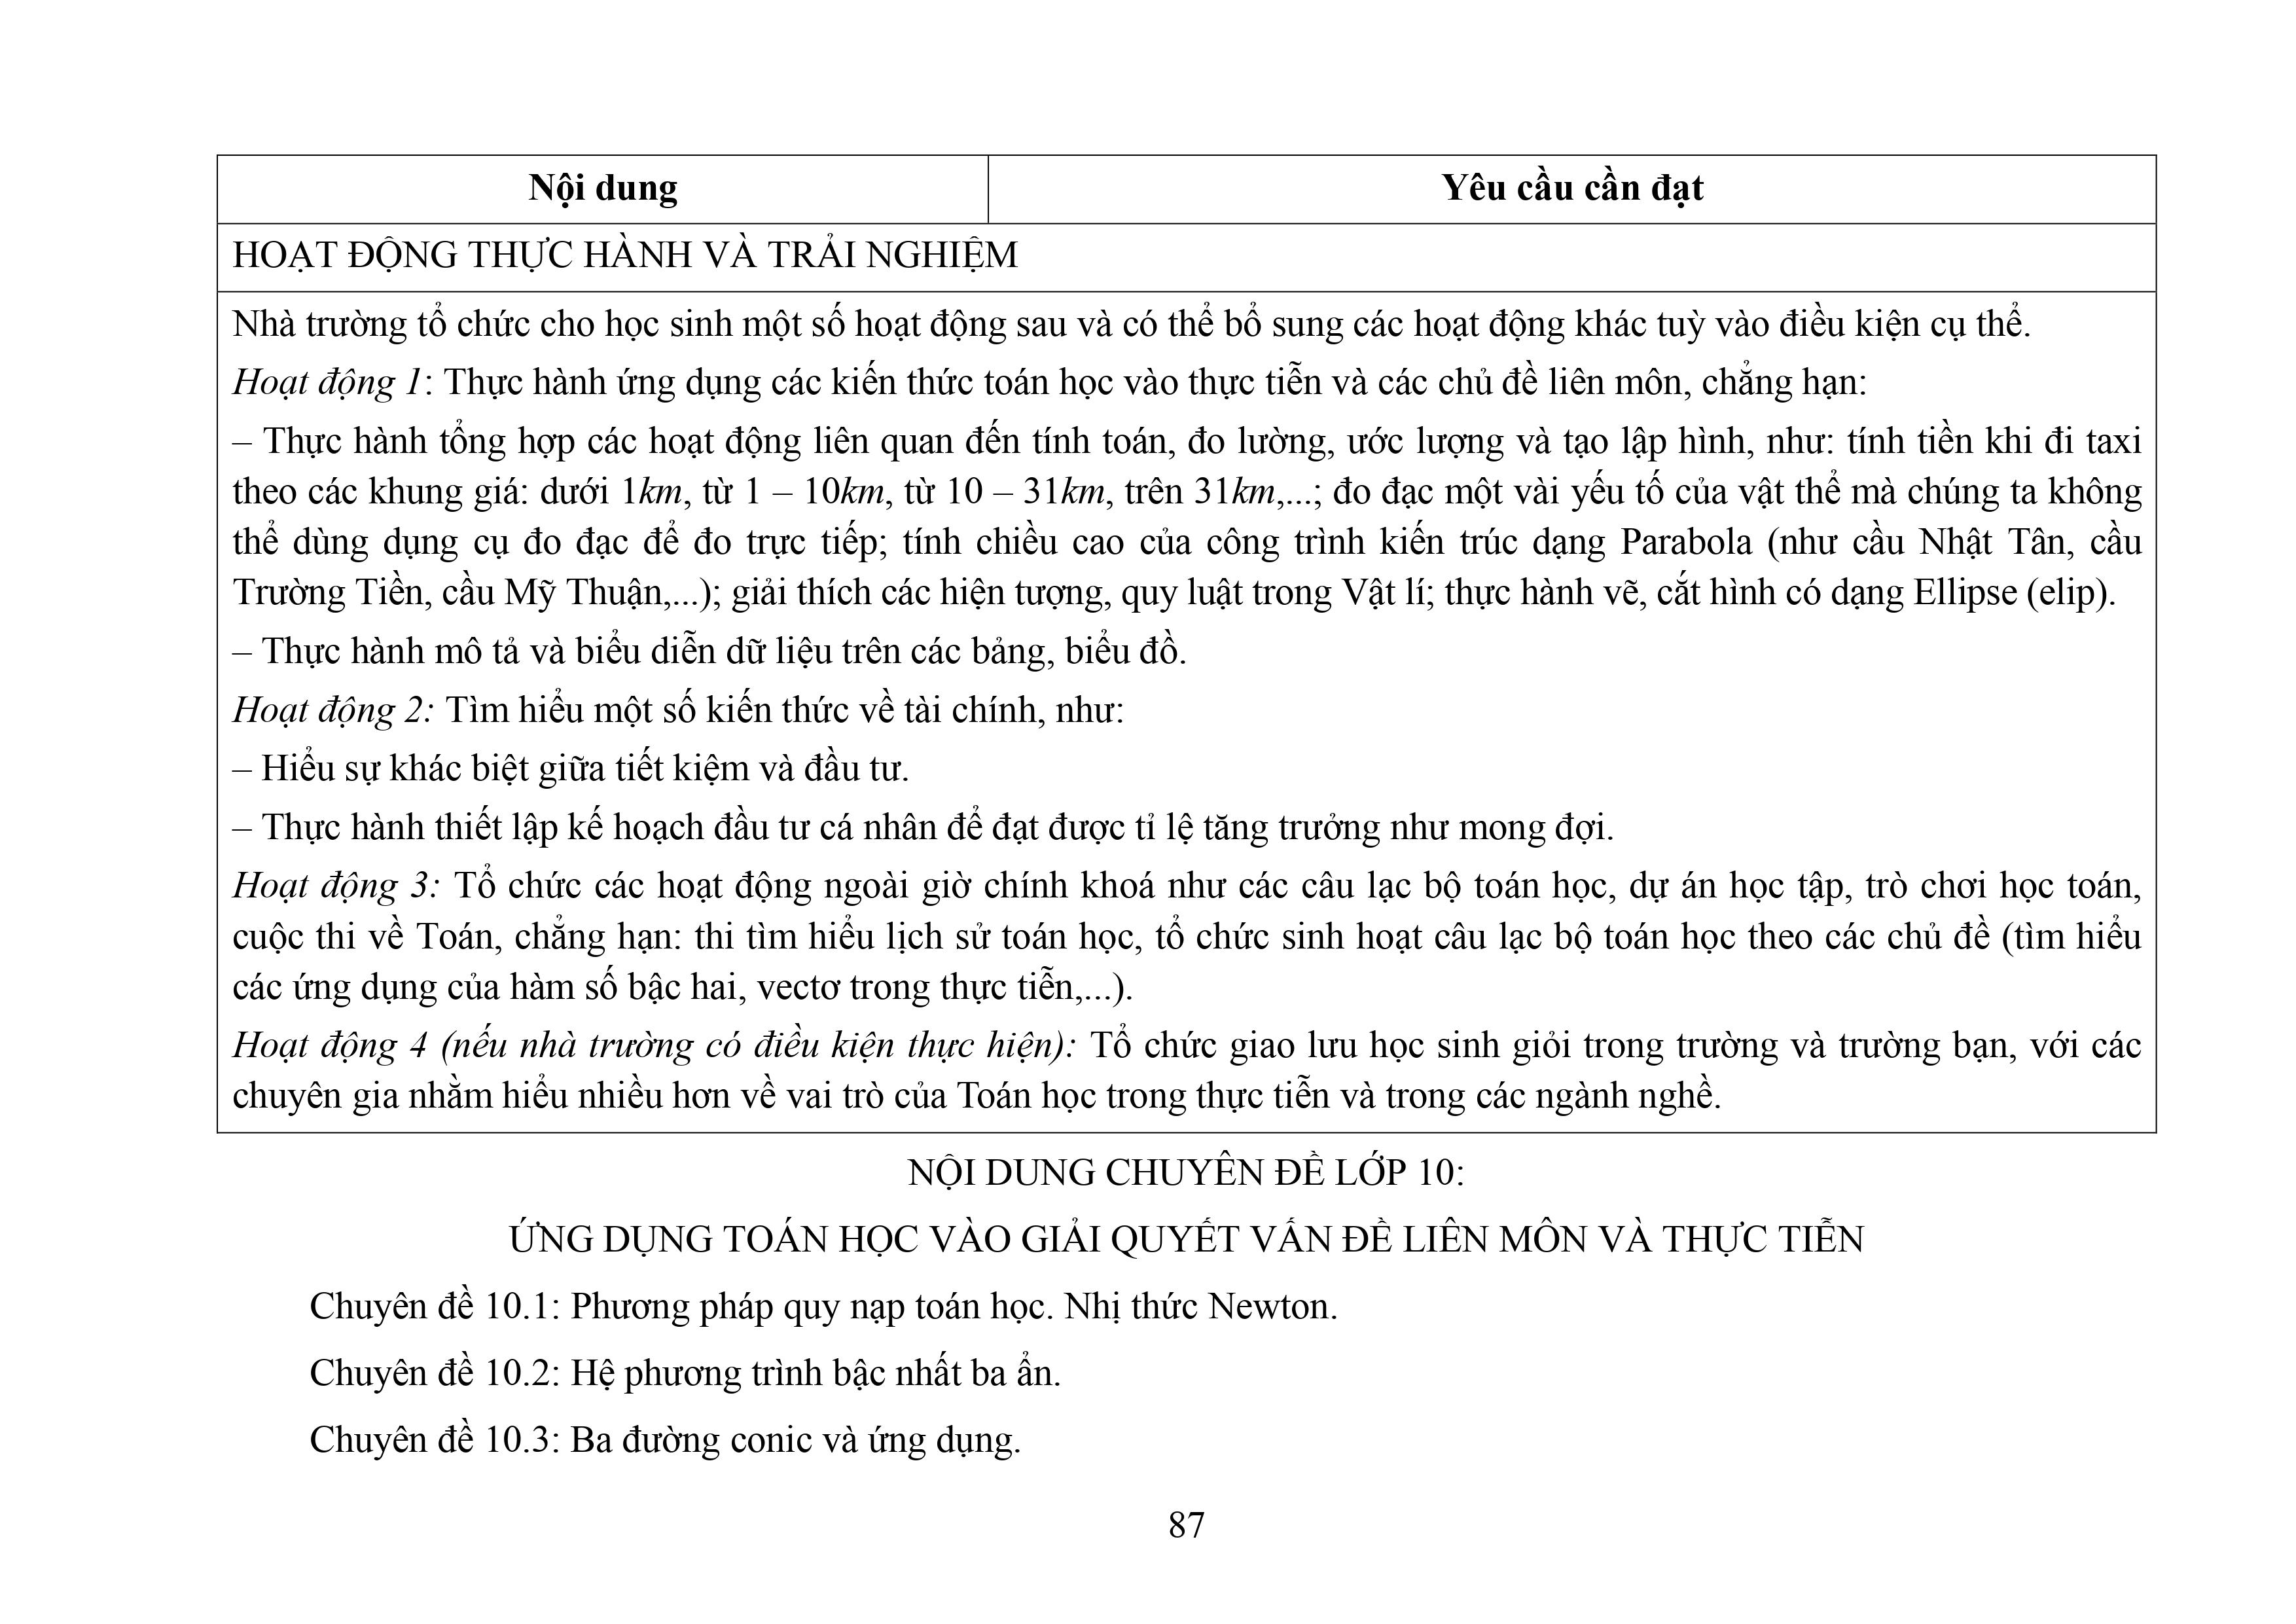 Nội dung
Yêu cầu cần đạt
HOẠT ĐỘNG THỰC HÀNH VÀ TRẢI NGHIỆM
Nhà trường tổ chức cho học sinh một số hoạt động sau và có thể bổ sung các hoạt động khác tuỳ vào điều kiện cụ thể.
Hoạt động 1: Thực hành ứng dụng các kiến thức toán học vào thực tiễn và các chủ đề liên môn, chẳng hạn:
– Thực hành tổng hợp các hoạt động liên quan đến tính toán, đo lường, ước lượng và tạo lập hình, như: tính tiền khi đi taxi
theo các khung giá: dưới 1km, từ 1 – 10km, từ 10 – 31km, trên 31km,...; đo đạc một vài yếu tố của vật thể mà chúng ta không
thể dùng dụng cụ đo đạc để đo trực tiếp; tính chiều cao của công trình kiến trúc dạng Parabola (như cầu Nhật Tân, cầu
Trường Tiền, cầu Mỹ Thuận,...); giải thích các hiện tượng, quy luật trong Vật lí; thực hành vẽ, cắt hình có dạng Ellipse (elip).
– Thực hành mô tả và biểu diễn dữ liệu trên các bảng, biểu đồ.
Hoạt động 2: Tìm hiểu một số kiến thức về tài chính, như:
– Hiểu sự khác biệt giữa tiết kiệm và đầu tư.
– Thực hành thiết lập kế hoạch đầu tư cá nhân để đạt được tỉ lệ tăng trưởng như mong đợi.
Hoạt động 3: Tổ chức các hoạt động ngoài giờ chính khoá như các câu lạc bộ toán học, dự án học tập, trò chơi học toán,
cuộc thi về Toán, chẳng hạn: thi tìm hiểu lịch sử toán học, tổ chức sinh hoạt câu lạc bộ toán học theo các chủ đề (tìm hiểu
các ứng dụng của hàm số bậc hai, vectơ trong thực tiễn,...).
Hoạt động 4 (nếu nhà trường có điều kiện thực hiện): Tổ chức giao lưu học sinh giỏi trong trường và trường bạn, với các
chuyên gia nhằm hiểu nhiều hơn về vai trò của Toán học trong thực tiễn và trong các ngành nghề.
NỘI DUNG CHUYÊN ĐỀ LỚP 10:
ỨNG DỤNG TOÁN HỌC VÀO GIẢI QUYẾT VẤN ĐỀ LIÊN MÔN VÀ THỰC TIỄN
Chuyên đề 10.1: Phương pháp quy nạp toán học. Nhị thức Newton.
Chuyên đề 10.2: Hệ phương trình bậc nhất ba ẩn.
Chuyên đề 10.3: Ba đường conic và ứng dụng.
87